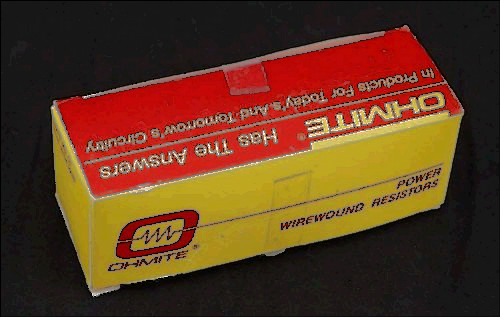 OHMITE®
Has The Answers
In Products For Today's And Tomorrow's Circuitry
OHMITE®
POWER
WIREWOUND RESISTORS